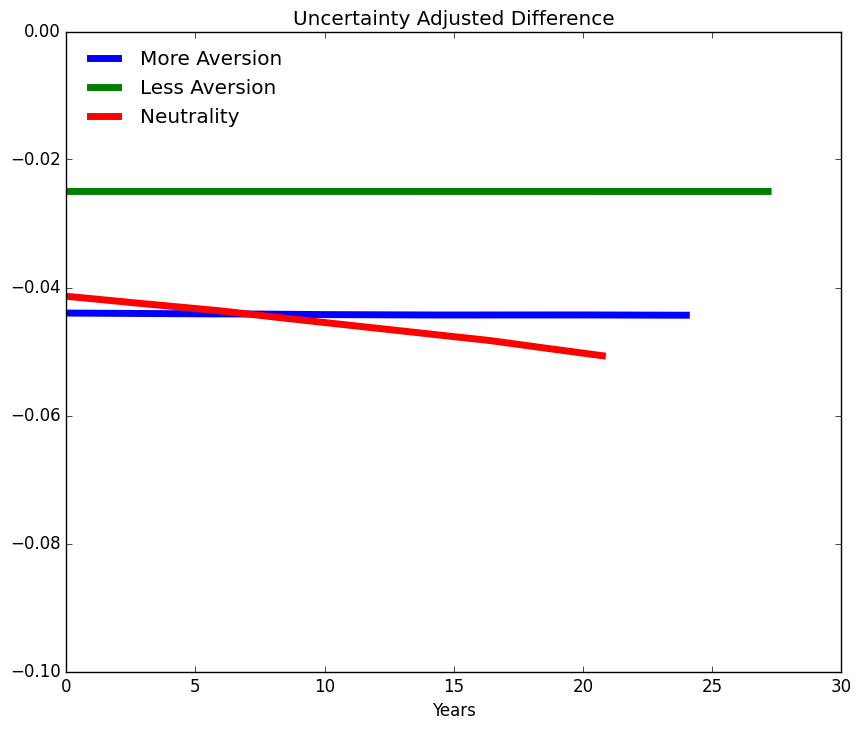 Uncertainty Adjusted Difference
0.00
More Aversion
Less Aversion
Neutrality
−0.02
−0.04
−0.06
−0.08
−0.10
0 5 10 15 20 25 30
Years